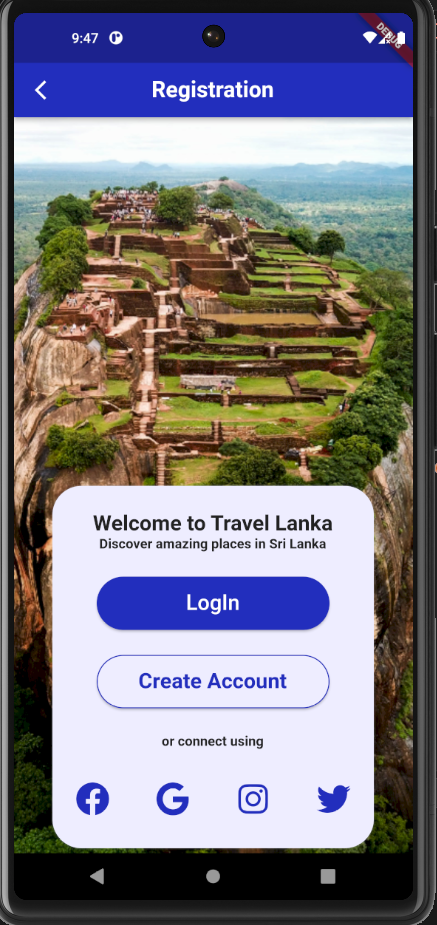 9:47
DEBUG
Registration
Welcome to Travel Lanka
Discover amazing places in Sri Lanka
LogIn
Create Account
or connect using